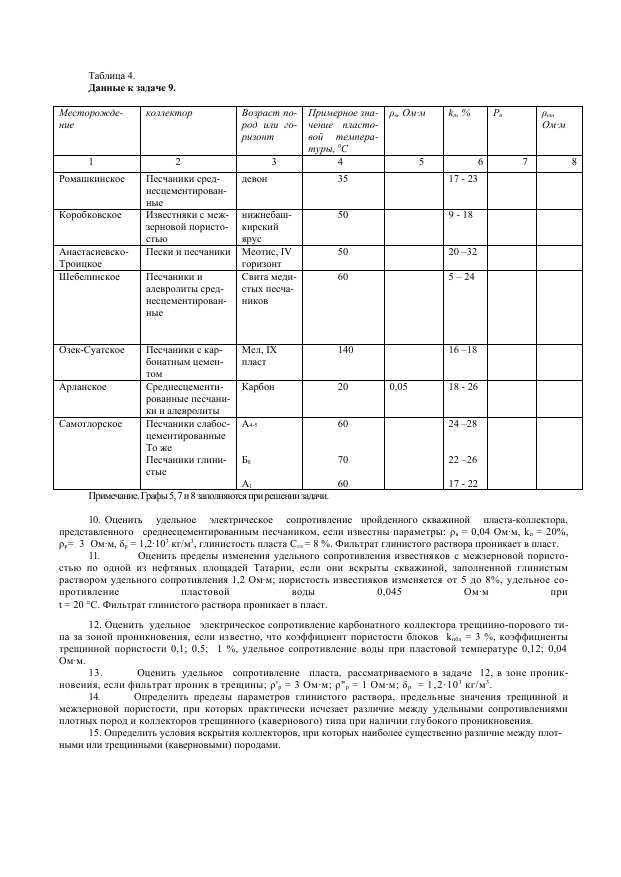 Таблица 4.
Данные к задаче 9.
Месторожде-
ние
коллектор
Возраст по-
род или го-
ризонт
Примерное зна-
чение пласто-
вой темпера-
туры, ⁰С
ρв, Ом·м
kп, %
Рп
ρвп,
Ом·м
1 2 3 4 5 6 7 8
Ромашкинское
Песчаники сред-
несцементирован-
ные
девон
35
17 - 23
Коробковское
Известняки с меж-
зерновой пористо-
стью
нижнебаш-
кирский
ярус
50
9 - 18
Анастасиевско-
Троицкое
Пески и песчаники
Меотис, IV
горизонт
50
20 –32
Шебелинское
Песчаники и
алевролиты сред-
несцементирован-
ные
Свита меди-
стых песча-
ников
60
5 – 24
Озек-Суатское
Песчаники с кар-
бонатным цемен-
том
Мел, IX
пласт
140
16 –18
Арланское
Среднесцементи-
рованные песчани-
ки и алевролиты
Карбон
20
0,05
18 - 26
Самотлорское
Песчаники слабос-
цементированные
То же
Песчаники глини-
стые
А4-5
60
24 –28
Б8
70
22 –26
А1
60
17 - 22
Примечание. Графы 5, 7 и 8 заполняются при решении задачи.
10. Оценить удельное электрическое сопротивление пройденного скважиной пласта-коллектора,
представленного среднесцементированным песчаником, если известны параметры: ρв = 0,04 Ом·м, kп = 20%,
ρр= 3 Ом·м, δр = 1,2·10³ кг/м³, глинистость пласта Сгл = 8 %. Фильтрат глинистого раствора проникает в пласт.
11. Оценить пределы изменения удельного сопротивления известняков с межзерновой пористо-
стью по одной из нефтяных площадей Татарии, если они вскрыты скважиной, заполненной глинистым
раствором удельного сопротивления 1,2 Ом·м; пористость известняков изменяется от 5 до 8%, удельное со-
противление пластовой воды 0,045 Ом·м при
t = 20 °С. Фильтрат глинистого раствора проникает в пласт.
12. Оценить удельное электрическое сопротивление карбонатного коллектора трещинно-порового ти-
па за зоной проникновения, если известно, что коэффициент пористости блоков kпбл = 3 %, коэффициенты
трещинной пористости 0,1; 0,5; 1 %, удельное сопротивление воды при пластовой температуре 0,12; 0,04
Ом·м.
13. Оценить удельное сопротивление пласта, рассматриваемого в задаче 12, в зоне проник-
новения, если фильтрат проник в трещины; ρ'р = 3 Ом·м; ρ"р = 1 Ом·м; δр = 1,2·10³ кг/м³.
14. Определить пределы параметров глинистого раствора, предельные значения трещинной и
межзерновой пористости, при которых практически исчезает различие между удельными сопротивлениями
плотных пород и коллекторов трещинного (кавернового) типа при наличии глубокого проникновения.
15. Определить условия вскрытия коллекторов, при которых наиболее существенно различие между плот-
ными или трещинными (каверновыми) породами.